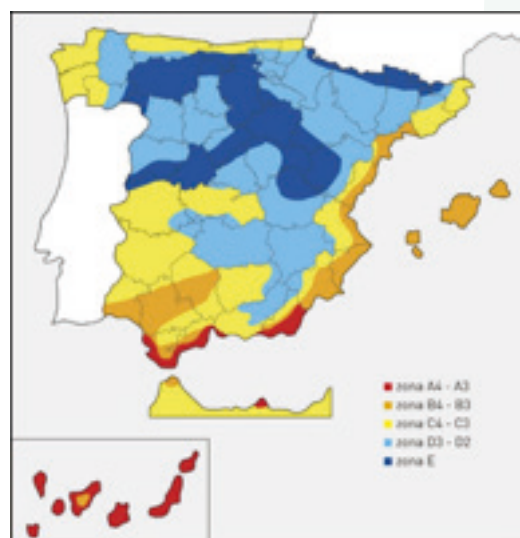 zona A4 - A3
zona B4 - B3
zona C4 - C3
zona D3 - D2
zona E